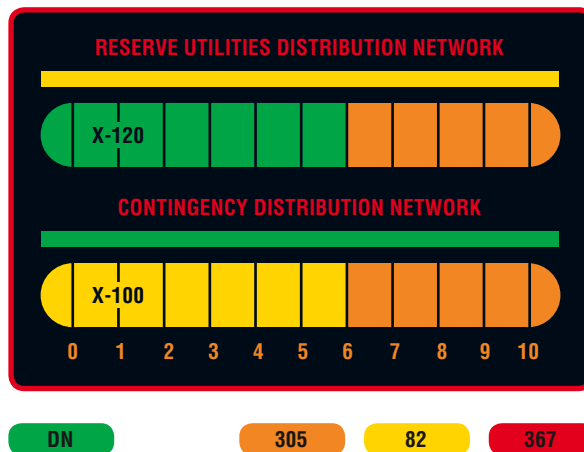 RESERVE UTILITIES DISTRIBUTION NETWORK
X-120
CONTINGENCY DISTRIBUTION NETWORK
X-100
0 1 2 3 4 5 6 7 8 9 10
DN 305 82 367